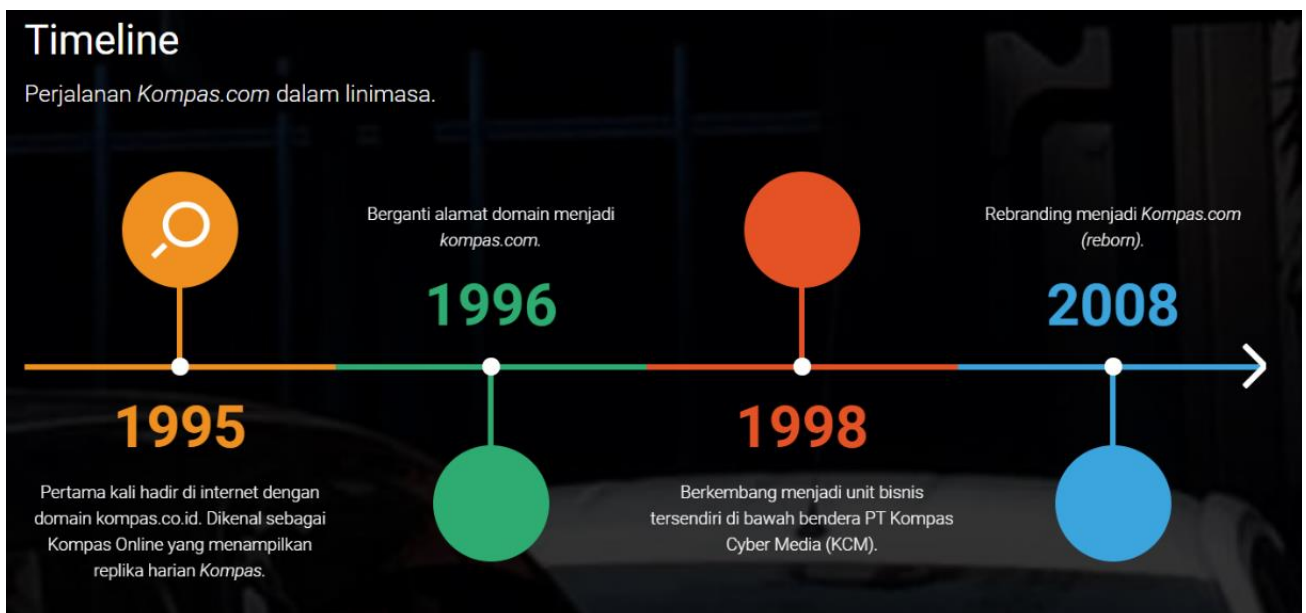 Timeline
Perjalanan Kompas.com dalam linimasa.
1995
Pertama kali hadir di internet dengan
domain kompas.co.id. Dikenal sebagai
Kompas Online yang menampilkan
replika harian Kompas.
Berganti alamat domain menjadi
kompas.com.
1996
1998
Berkembang menjadi unit bisnis
tersendiri di bawah bendera PT Kompas
Cyber Media (KCM).
Rebranding menjadi Kompas.com
(reborn).
2008